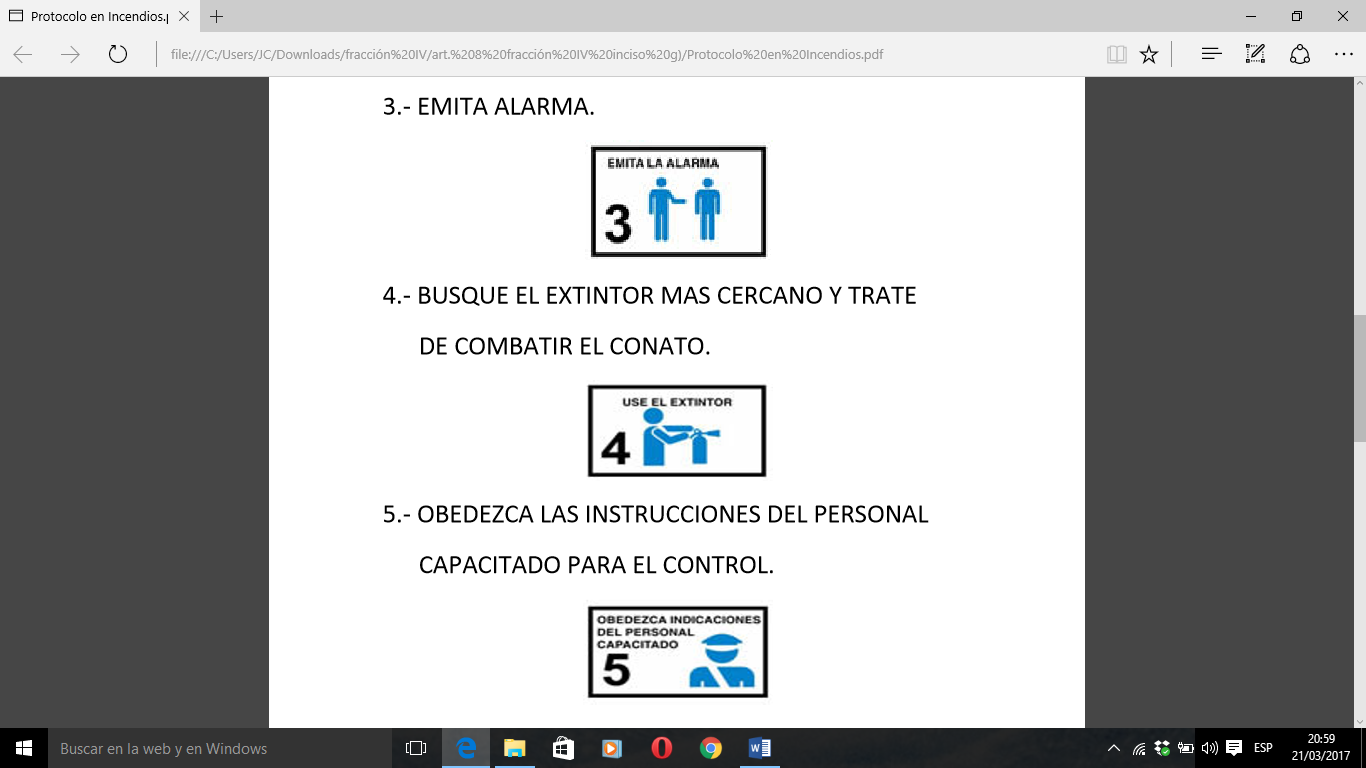 Protocolo en Incendios.p
file:///C:/Users/JC/Downloads/fracción%20IV/art.%208%20fracción%20IV%20inciso%20g)/Protocolo%20en%20Incendios.pdf
3.- EMITA ALARMA.
EMITA LA ALARMA
3
4.- BUSQUE EL EXTINTOR MAS CERCANO Y TRATE
DE COMBATIR EL CONATO.
USE EL EXTINTOR
4
5.- OBEDEZCA LAS INSTRUCCIONES DEL PERSONAL
CAPACITADO PARA EL CONTROL.
OBEDEZCA INDICACIONES
DEL PERSONAL
CAPACITADO
5
Buscar en la web y en Windows
ESP
20:59
21/03/2017